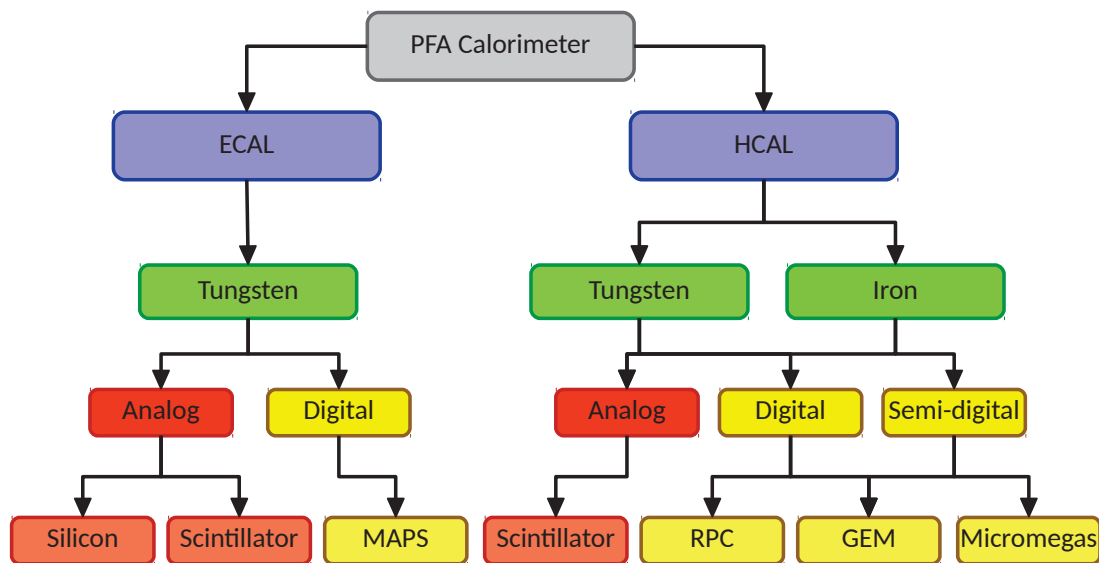 PFA Calorimeter
ECAL
HCAL
Tungsten
Tungsten
Iron
Analog
Digital
Analog
Digital
Semi-digital
Silicon
Scintillator
MAPS
Scintillator
RPC
GEM
Micromegas